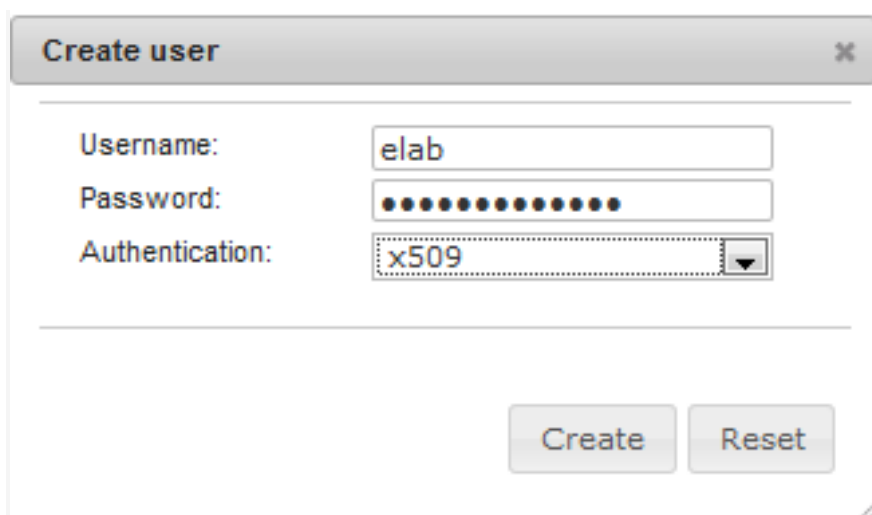 Create user
Username: elab
Password: •••••••••••••
Authentication: x509
Create Reset